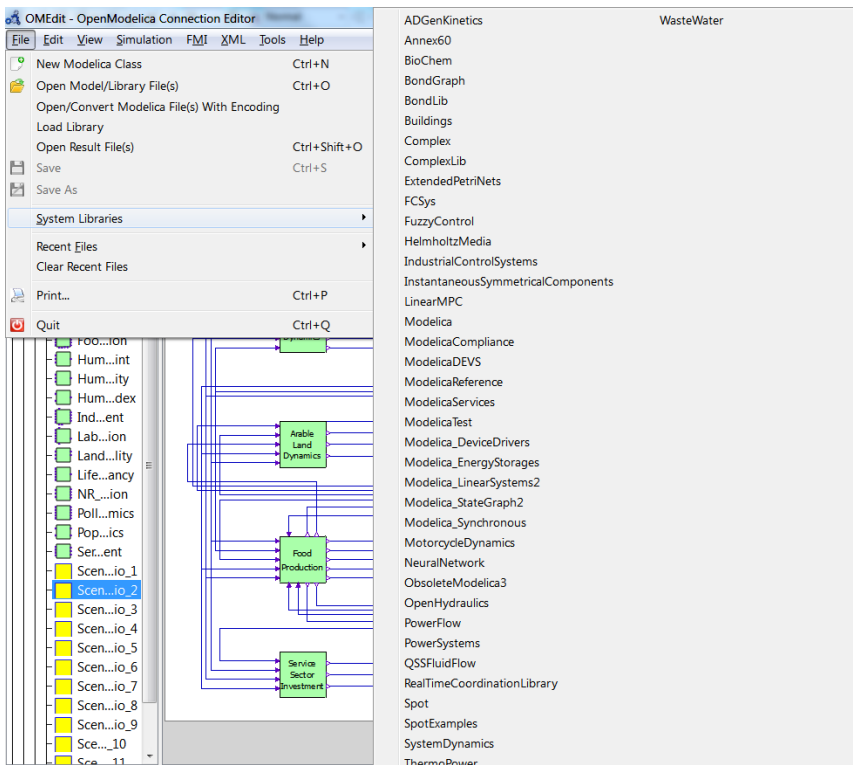 OMEdit - OpenModelica Connection Editor
File Edit View Simulation FMI XML Tools Help
New Modelica Class Ctrl+N
Open Model/Library File(s) Ctrl+O
Open/Convert Modelica File(s) With Encoding
Load Library
Open Result File(s) Ctrl+Shift+O
Save Ctrl+S
Save As
System Libraries
Recent Files
Clear Recent Files
Print... Ctrl+P
Quit Ctrl+Q
Foo...ion
Hum...int
Hum...ity
Hum...dex
Ind...ent
Lab...ion
Land...lity
Life...ancy
NR_...ion
Poll...mics
Pop...ics
Ser...ent
Scen...io_1
Scen...io_2
Scen...io_3
Scen...io_4
Scen...io_5
Scen...io_6
Scen...io_7
Scen...io_8
Scen...io_9
Sce..._10
Sce..._11
Dynamics
Arable
Land
Dynamics
Food
Production
Service
Sector
Investment
ADGenKinetics
Annex60
BioChem
BondGraph
BondLib
Buildings
Complex
ComplexLib
ExtendedPetriNets
FCSys
FuzzyControl
HelmholtzMedia
IndustrialControlSystems
InstantaneousSymmetricalComponents
LinearMPC
Modelica
ModelicaCompliance
ModelicaDEVS
ModelicaReference
ModelicaServices
ModelicaTest
Modelica_DeviceDrivers
Modelica_EnergyStorages
Modelica_LinearSystems2
Modelica_StateGraph2
Modelica_Synchronous
MotorcycleDynamics
NeuralNetwork
ObsoleteModelica3
OpenHydraulics
PowerFlow
PowerSystems
QSSFluidFlow
RealTimeCoordinationLibrary
Spot
SpotExamples
SystemDynamics
ThermoPower
WasteWater